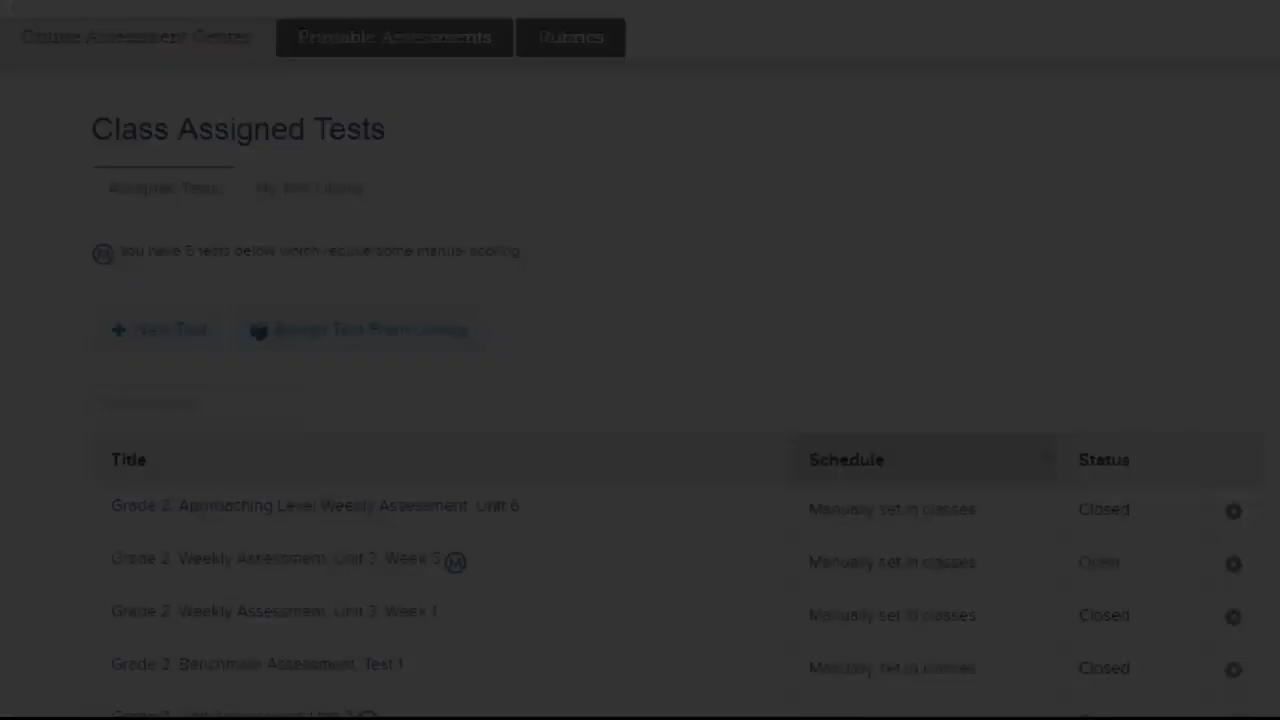 Online Assessment Center
Printable Assessments
Rubrics
Class Assigned Tests
Assigned Tests
My Test Library
M You have 5 tests below which require some manual scoring
+ New Test
Assign Test From Library
Title
Schedule
Status
Grade 2, Approaching Level Weekly Assessment, Unit 6
Manually set in classes
Closed
Grade 2, Weekly Assessment, Unit 3, Week 5 M
Manually set in classes
Open
Grade 2, Weekly Assessment, Unit 3, Week 1
Manually set in classes
Closed
Grade 2, Benchmark Assessment, Test 1
Manually set in classes
Closed